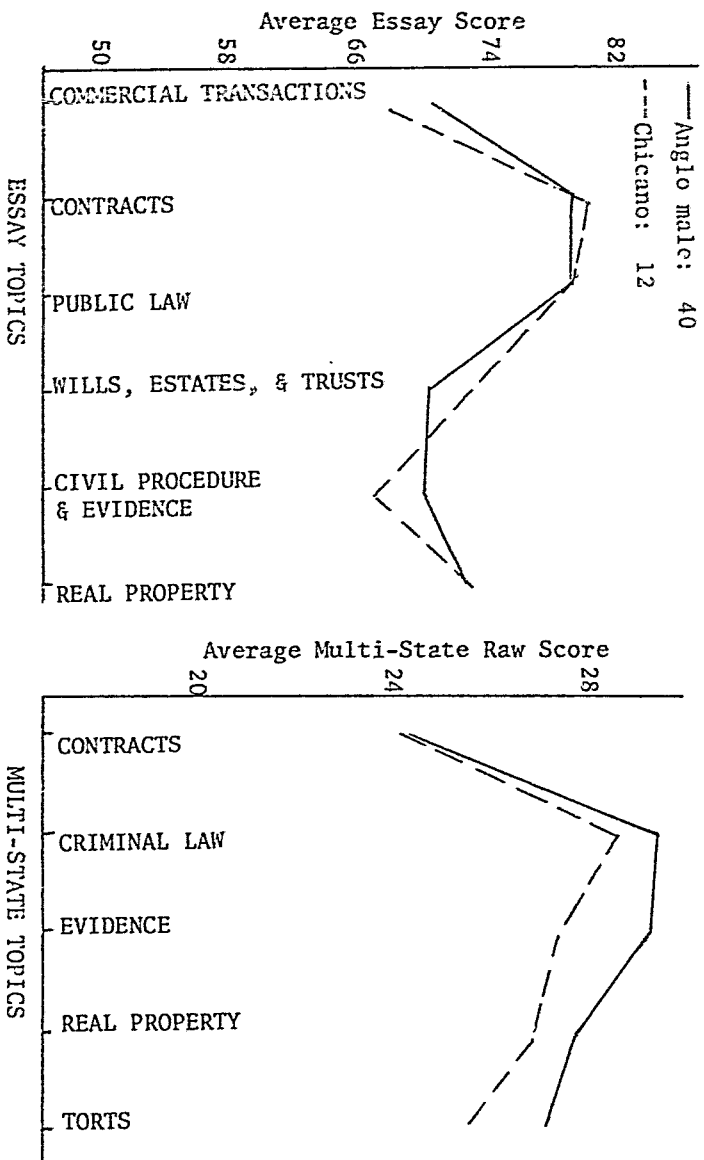 Average Essay Score
50
58
66
74
82
—Anglo male: 40
---Chicano: 12
COMMERCIAL TRANSACTIONS
CONTRACTS
PUBLIC LAW
WILLS, ESTATES, & TRUSTS
CIVIL PROCEDURE
& EVIDENCE
REAL PROPERTY
ESSAY TOPICS
Average Multi-State Raw Score
20
24
28
CONTRACTS
CRIMINAL LAW
EVIDENCE
REAL PROPERTY
TORTS
MULTI-STATE TOPICS